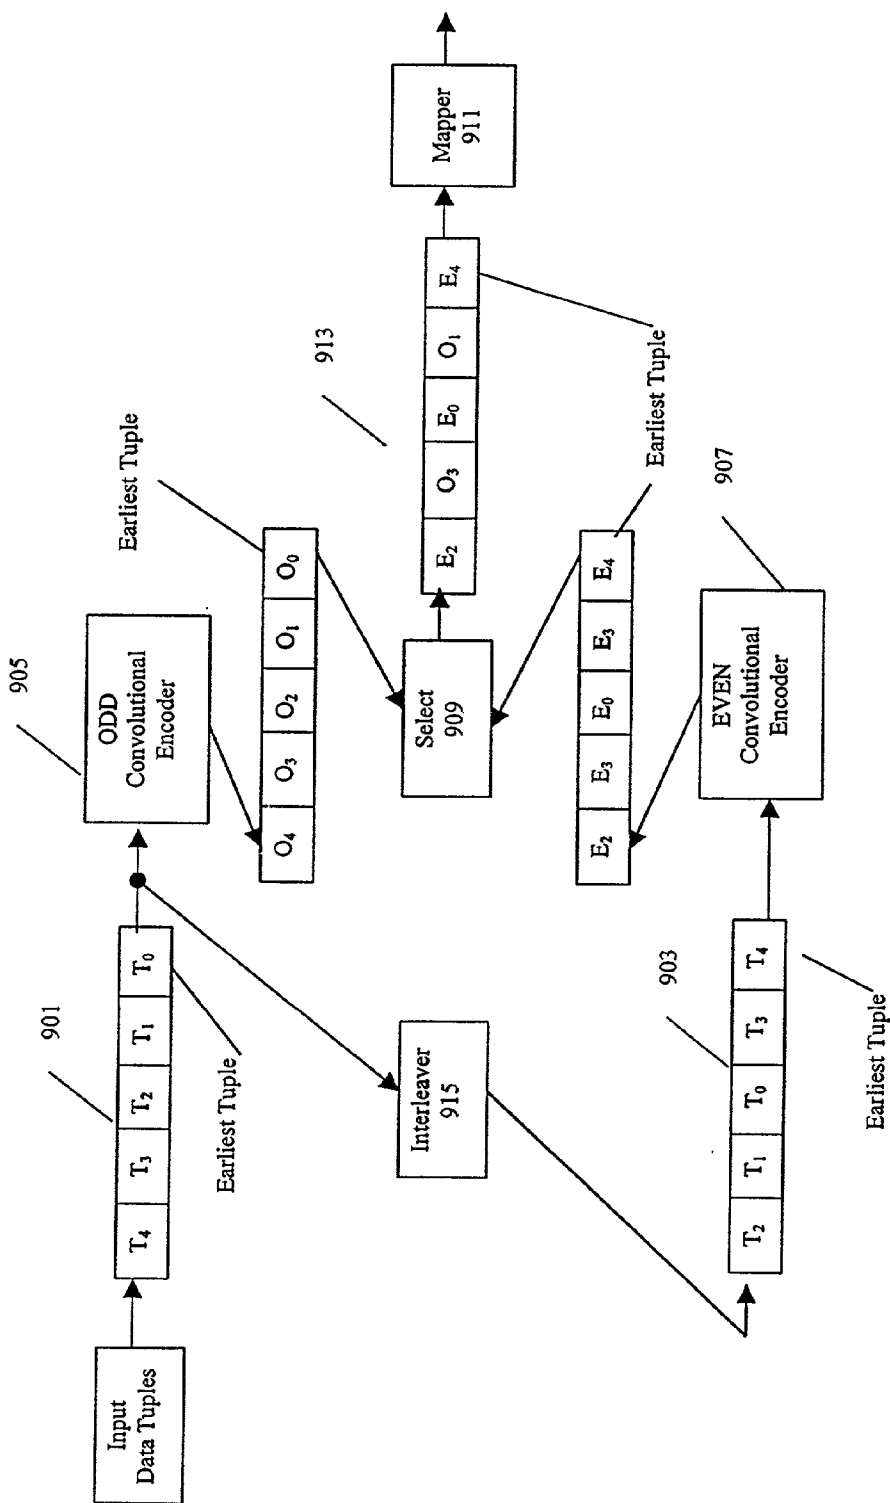 Input
Data Tuples
901
T4 T3 T2 T1 T0
Earliest Tuple
905
ODD
Convolutional
Encoder
O4 O3 O2 O1 O0
Earliest Tuple
Interleaver
915
Select
909
913
E2 O3 E0 O1 E4
Mapper
911
Earliest Tuple
E2 E3 E0 E3 E4
903
T2 T1 T0 T3 T4
Earliest Tuple
EVEN
Convolutional
Encoder
907